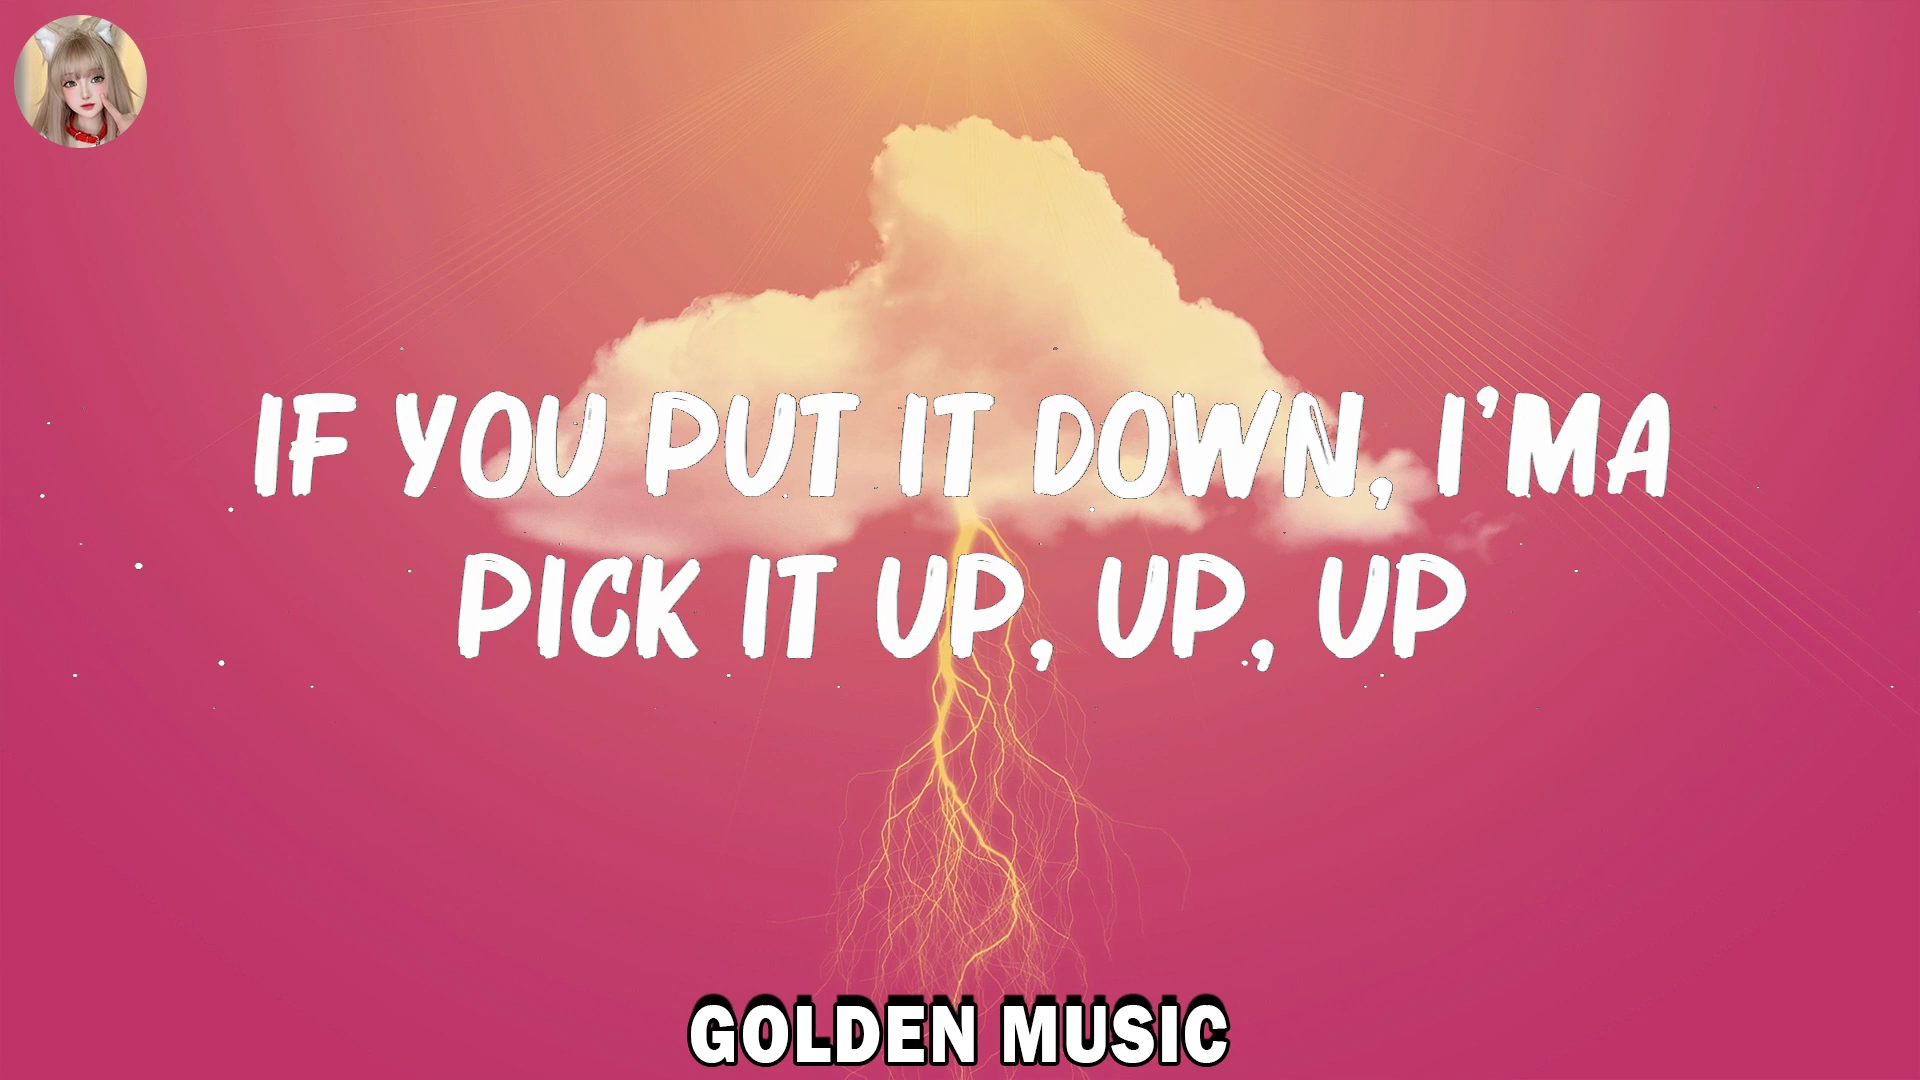 IF YOU PUT IT DOWN, I'MA
PICK IT UP, UP, UP
GOLDEN MUSIC